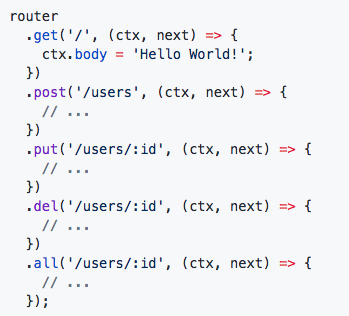 router
  .get('/', (ctx, next) => {
    ctx.body = 'Hello World!';
  })
  .post('/users', (ctx, next) => {
    // ...
  })
  .put('/users/:id', (ctx, next) => {
    // ...
  })
  .del('/users/:id', (ctx, next) => {
    // ...
  })
  .all('/users/:id', (ctx, next) => {
    // ...
  });